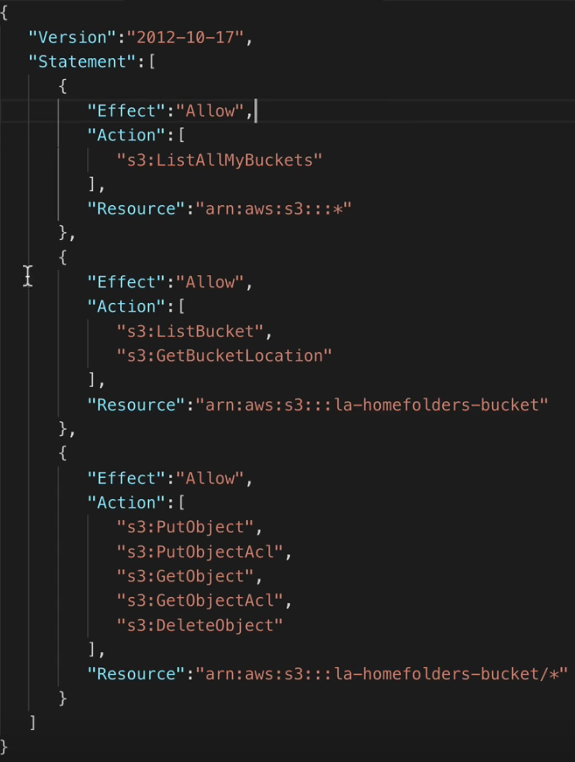 {
"Version":"2012-10-17",
"Statement":[
{
"Effect":"Allow",
"Action":[
"s3:ListAllMyBuckets"
],
"Resource":"arn:aws:s3:::*"
},
{
"Effect":"Allow",
"Action":[
"s3:ListBucket",
"s3:GetBucketLocation"
],
"Resource":"arn:aws:s3:::la-homefolders-bucket"
},
{
"Effect":"Allow",
"Action":[
"s3:PutObject",
"s3:PutObjectAcl",
"s3:GetObject",
"s3:GetObjectAcl",
"s3:DeleteObject"
],
"Resource":"arn:aws:s3:::la-homefolders-bucket/*"
}
]
}